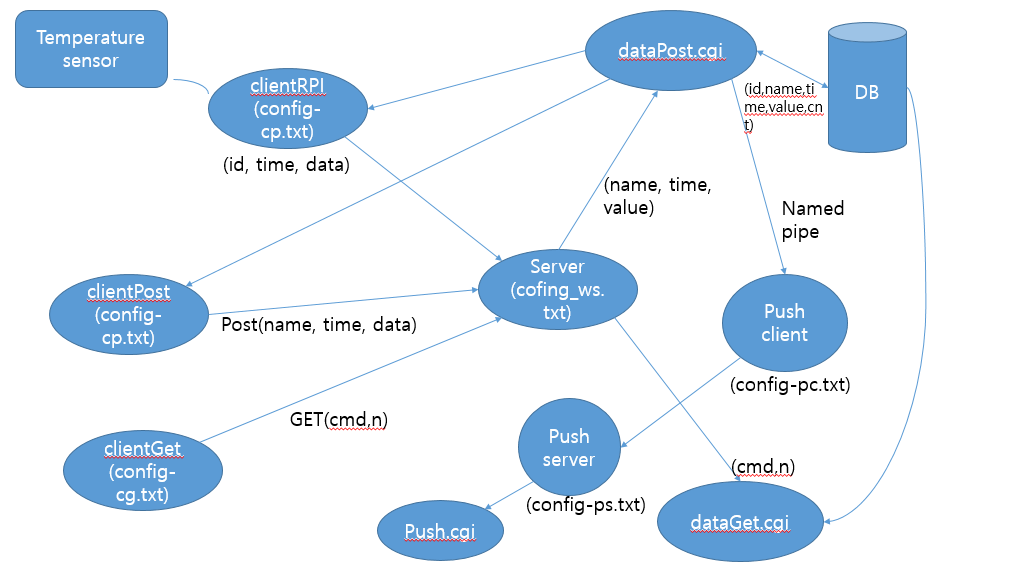 Temperature
sensor
clientRPI
(config-
cp.txt)
(id, time, data)
dataPost.cgi
(id,name,ti
me,value,cn
t)
DB
(name, time,
value)
Named
pipe
Server
(cofing_ws.
txt)
clientPost
(config-
cp.txt)
Post(name, time, data)
Push
client
(config-pc.txt)
GET(cmd,n)
clientGet
(config-
cg.txt)
Push
server
(config-ps.txt)
(cmd,n)
Push.cgi
dataGet.cgi